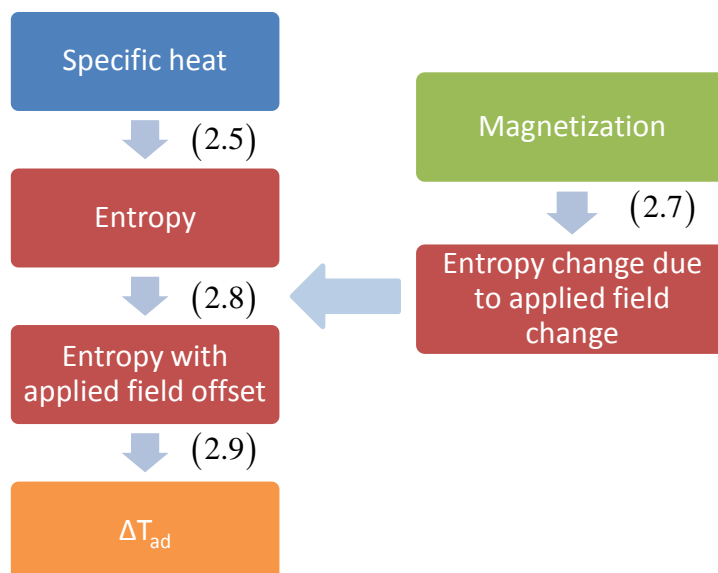 Specific heat
(2.5)
Entropy
(2.8)
Entropy with
applied field offset
(2.9)
ΔTad
Magnetization
(2.7)
Entropy change due
to applied field
change